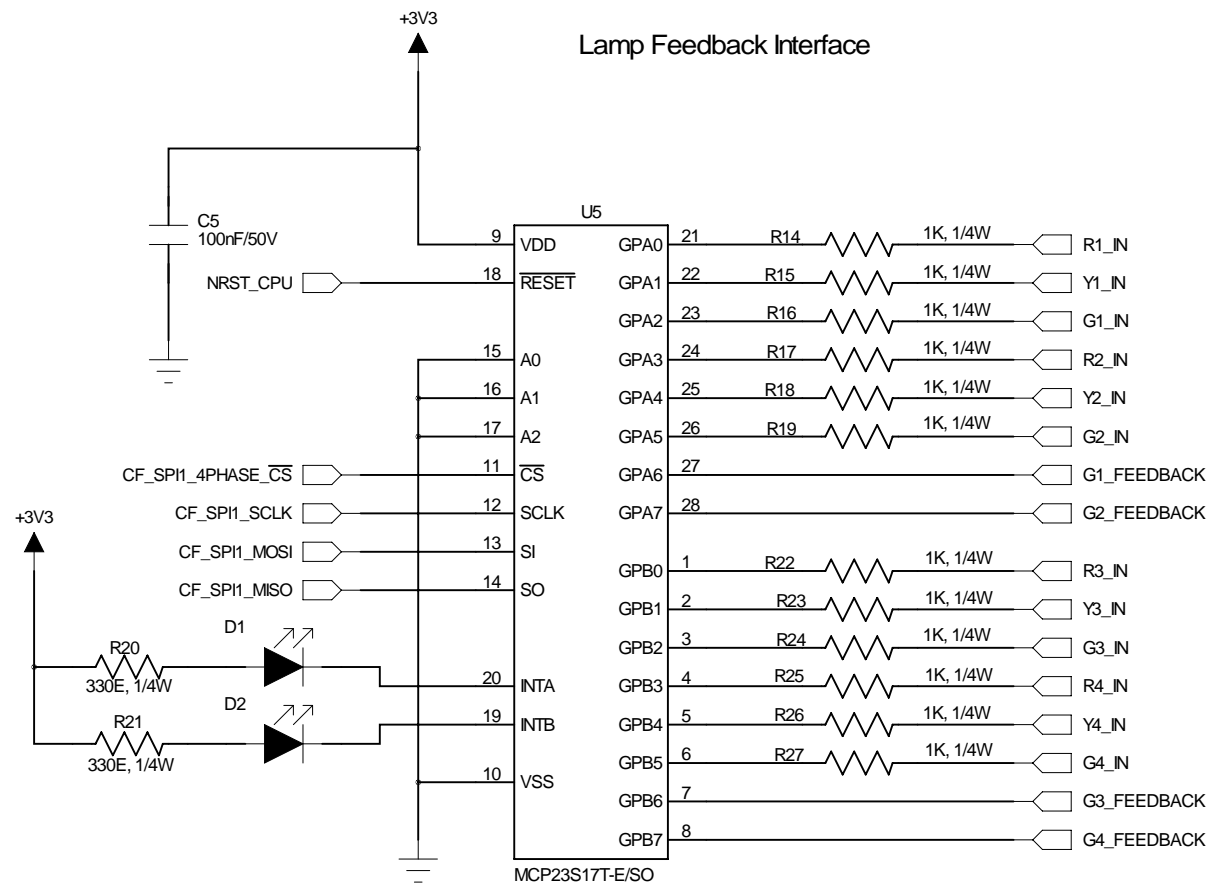 +3V3
Lamp Feedback Interface
C5
100nF/50V
U5
9 VDD GPA0 21 R14 1K, 1/4W R1_IN
NRST_CPU 18 RESET GPA1 22 R15 1K, 1/4W Y1_IN
GPA2 23 R16 1K, 1/4W G1_IN
15 A0 GPA3 24 R17 1K, 1/4W R2_IN
16 A1 GPA4 25 R18 1K, 1/4W Y2_IN
17 A2 GPA5 26 R19 1K, 1/4W G2_IN
CF_SPI1_4PHASE_CS 11 CS GPA6 27 G1_FEEDBACK
CF_SPI1_SCLK 12 SCLK GPA7 28 G2_FEEDBACK
+3V3
CF_SPI1_MOSI 13 SI
CF_SPI1_MISO 14 SO GPB0 1 R22 1K, 1/4W R3_IN
GPB1 2 R23 1K, 1/4W Y3_IN
D1
R20
330E, 1/4W
GPB2 3 R24 1K, 1/4W G3_IN
20 INTA GPB3 4 R25 1K, 1/4W R4_IN
D2
R21
330E, 1/4W
19 INTB GPB4 5 R26 1K, 1/4W Y4_IN
10 VSS GPB5 6 R27 1K, 1/4W G4_IN
GPB6 7 G3_FEEDBACK
GPB7 8 G4_FEEDBACK
MCP23S17T-E/SO